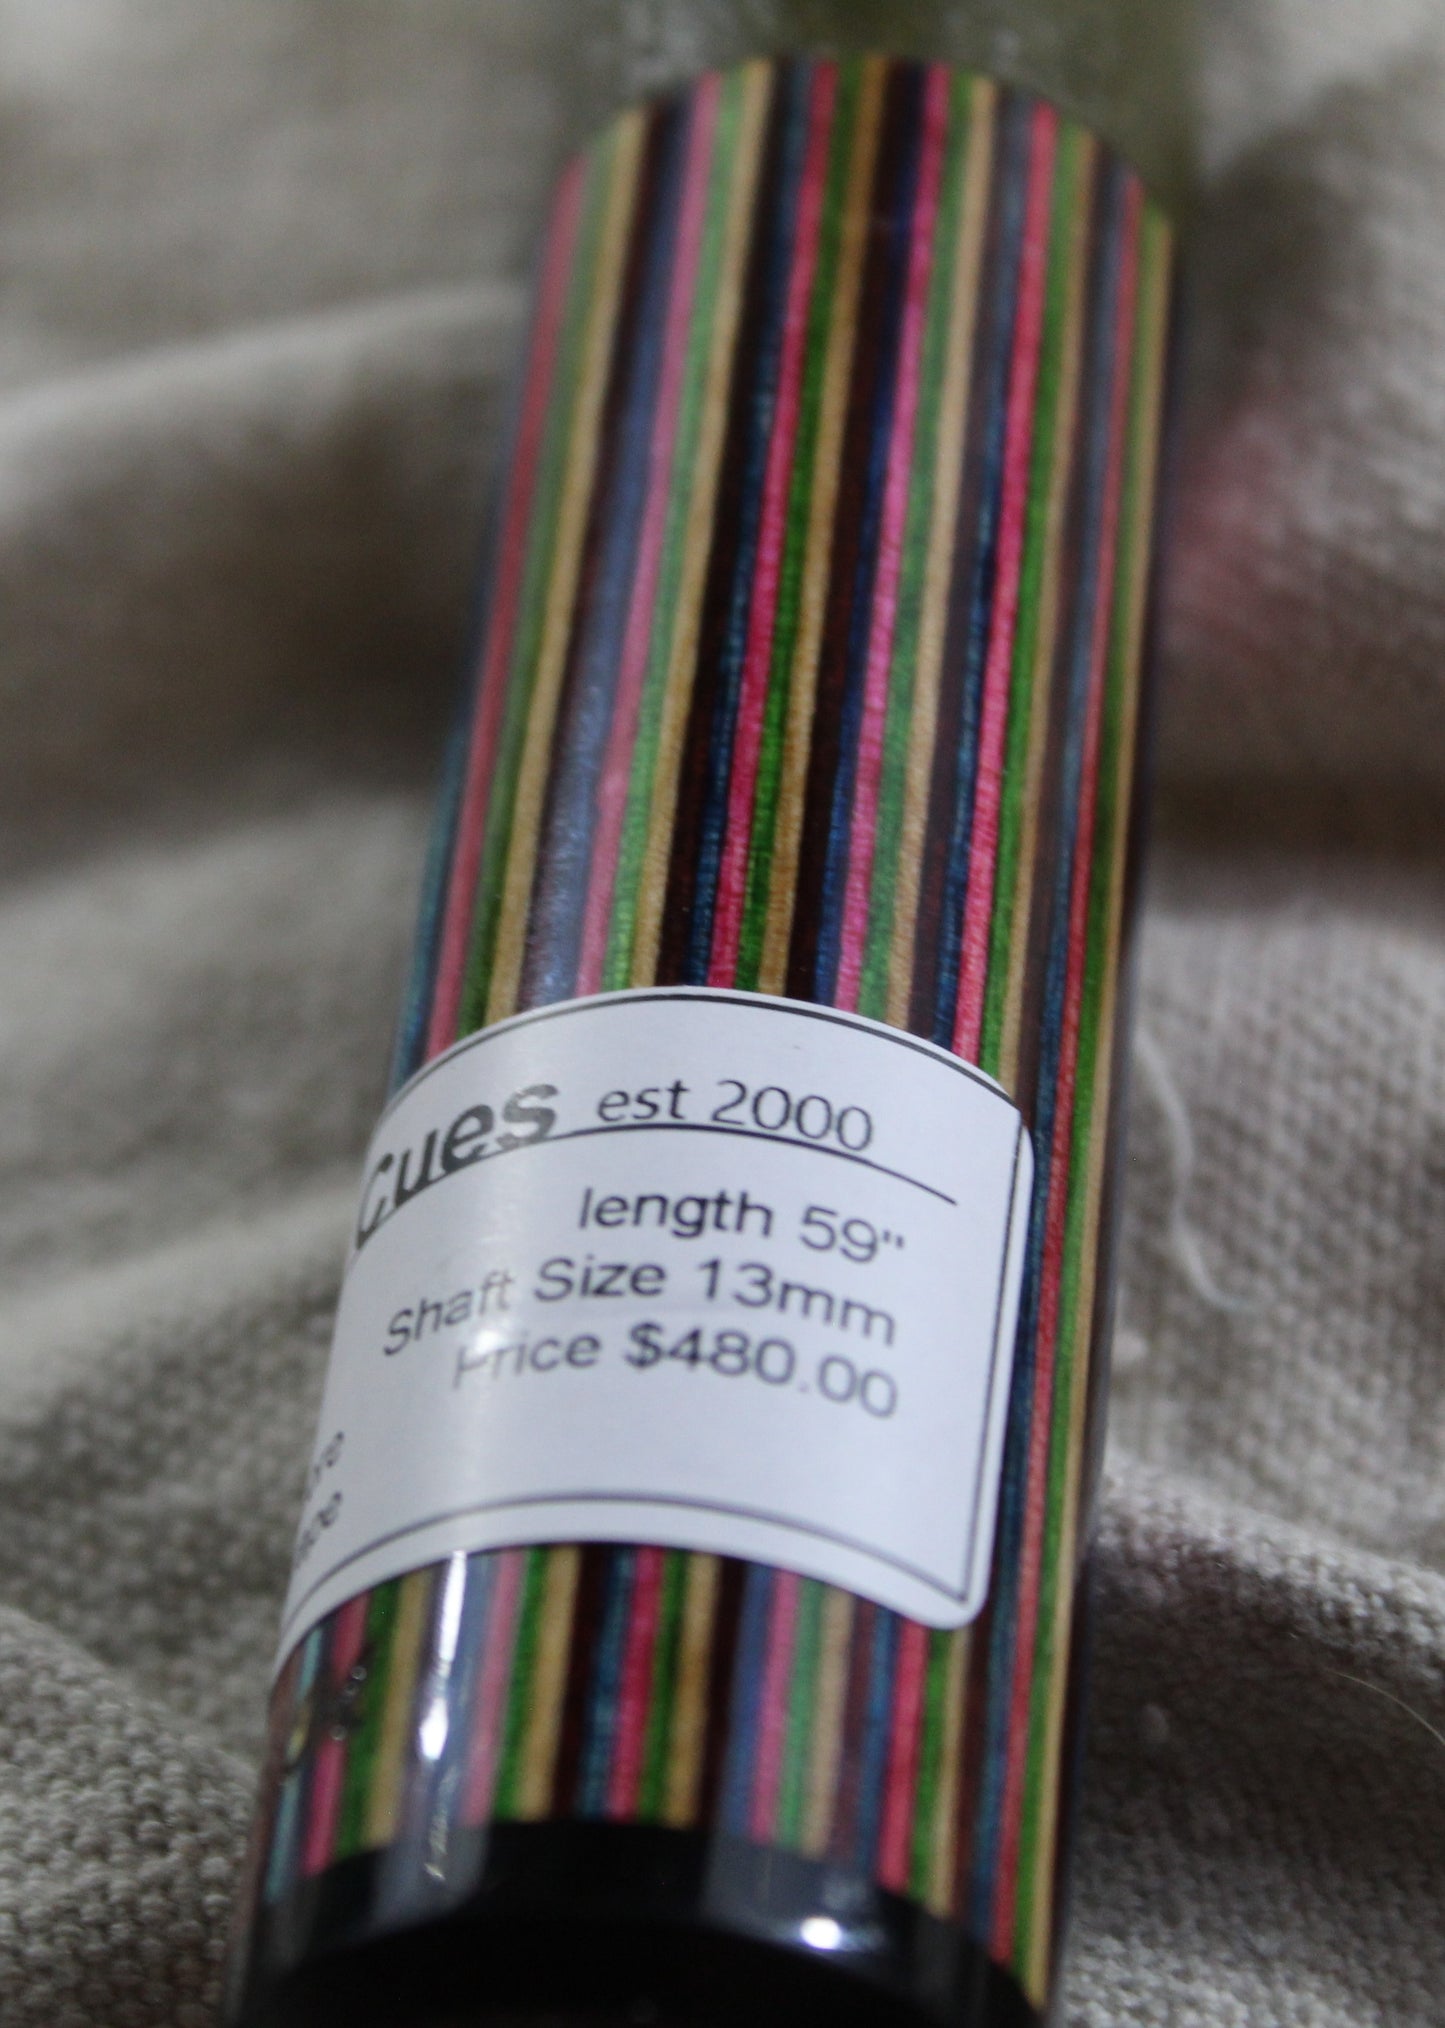 Cues est 2000
length 59"
Shaft Size 13mm
Price $480.00